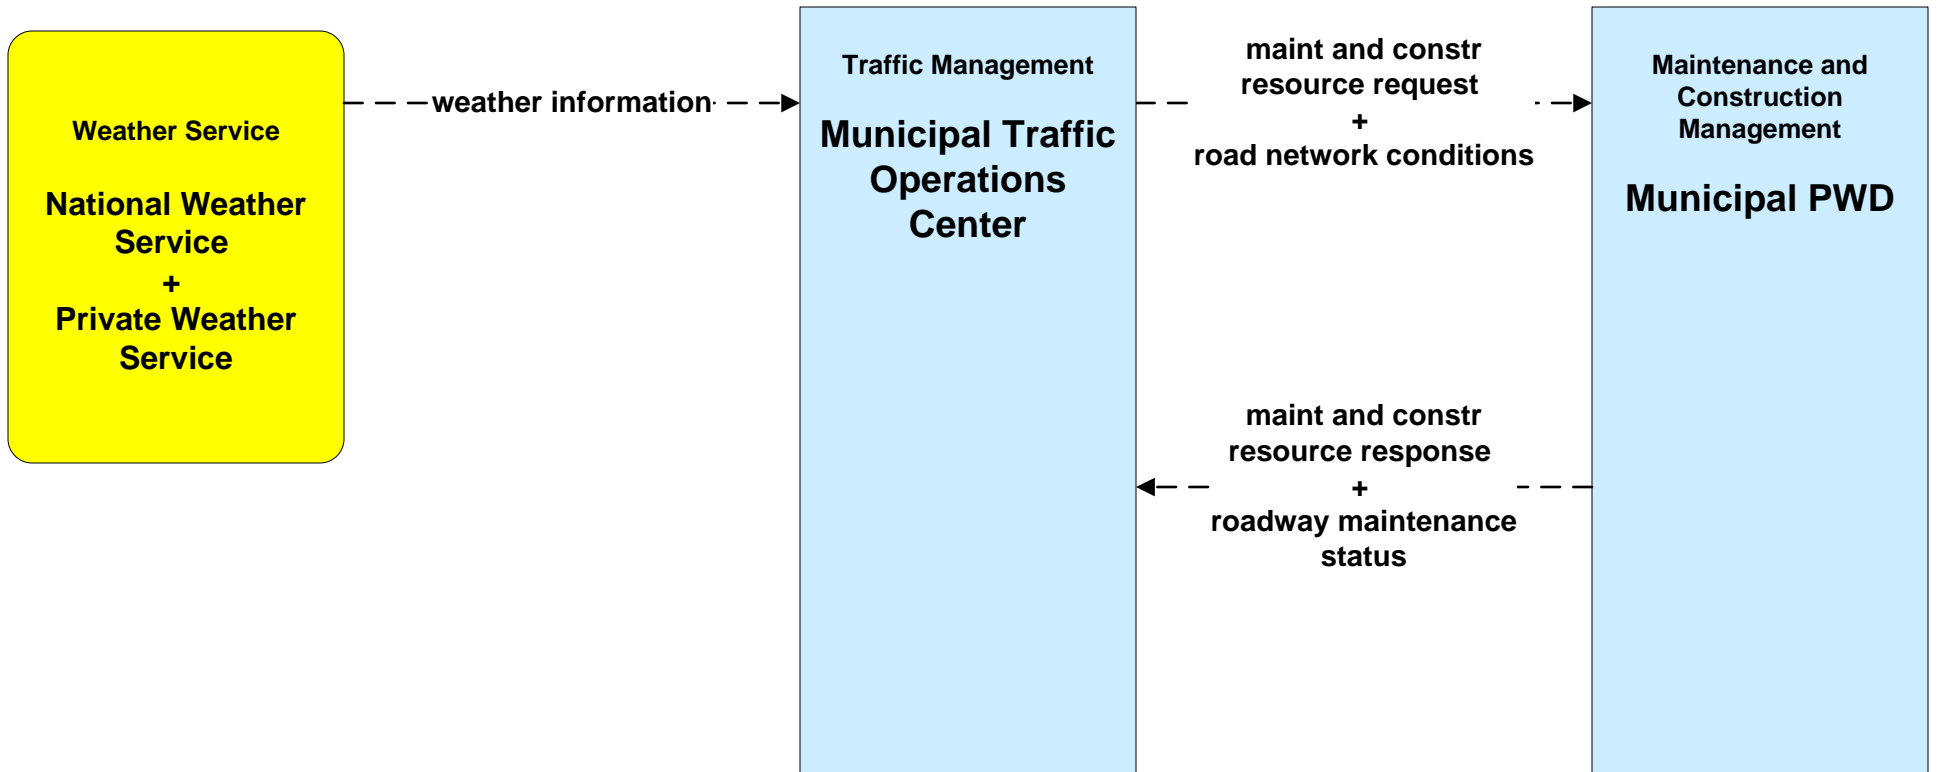 Weather Service
National Weather
Service
+
Private Weather
Service
weather information
Traffic Management
Municipal Traffic
Operations
Center
maint and constr
resource request
+
road network conditions
maint and constr
resource response
+
roadway maintenance
status
Maintenance and
Construction
Management
Municipal PWD